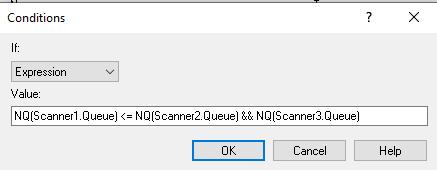 Conditions
?
If:
Expression
Value:
NQ(Scanner1.Queue) <= NQ(Scanner2.Queue) && NQ(Scanner3.Queue)
OK
Cancel
Help